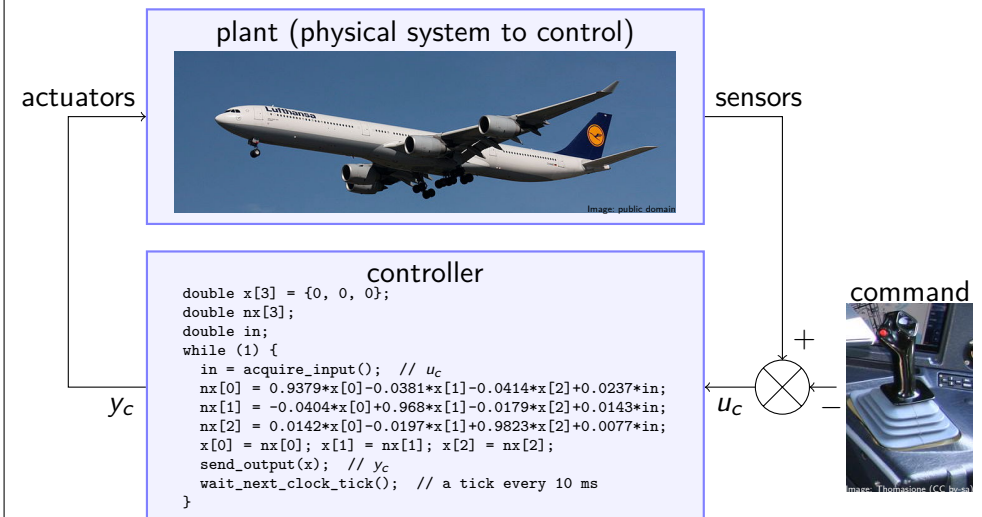 plant (physical system to control)
Lufthansa
Image: public domain
actuators
sensors
controller
double x[3] = {0, 0, 0};
double nx[3];
double in;
while (1) {
in = acquire_input();  // u_c
nx[0] = 0.9379*x[0]-0.0381*x[1]-0.0414*x[2]+0.0237*in;
nx[1] = -0.0404*x[0]+0.968*x[1]-0.0179*x[2]+0.0143*in;
nx[2] = 0.0142*x[0]-0.0197*x[1]+0.9823*x[2]+0.0077*in;
x[0] = nx[0]; x[1] = nx[1]; x[2] = nx[2];
send_output(x);  // y_c
wait_next_clock_tick();  // a tick every 10 ms
}
y_c
u_c
+
−
command
Image: Thomasione (CC by-sa)